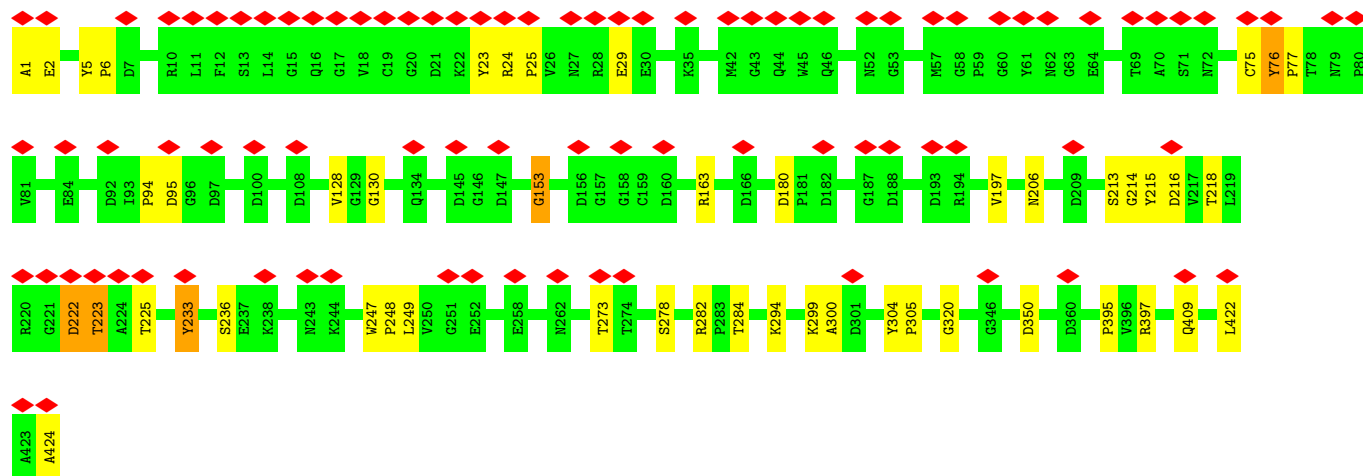 A1 E2 Y5 P6 D7 R10 L11 F12 S13 L14 G15 Q16 G17 V18 C19 G20 D21 K22 Y23 R24 P25 V26 N27 R28 E29 E30 K35 M42 G43 Q44 W45 Q46 N52 G53 M57 G58 P59 G60 Y61 N62 G63 E64 T69 A70 S71 N72 C75 Y76 P77 T78 N79 P80
V81 E84 D92 I93 P94 D95 G96 D97 D100 D108 V128 G129 G130 Q134 D145 G146 D147 G153 D156 G157 G158 C159 D160 R163 D166 D180 P181 D182 G187 D188 D193 R194 V197 N206 D209 S213 G214 Y215 D216 V217 T218 L219
R220 G221 D222 T223 A224 T225 Y233 S236 E237 K238 N243 K244 W247 P248 L249 V250 G251 E252 E258 N262 T273 T274 S278 R282 P283 T284 K294 K299 A300 D301 Y304 P305 G320 G346 D350 D360 P395 V396 R397 Q409 L422
A423 A424